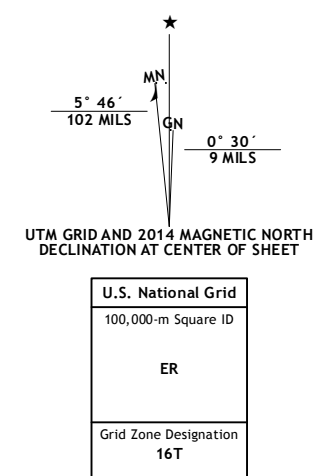 ★
MN
5° 46´
102 MILS
GN
0° 30´
9 MILS
UTM GRID AND 2014 MAGNETIC NORTH
DECLINATION AT CENTER OF SHEET
U.S. National Grid
100,000-m Square ID
ER
Grid Zone Designation
16T